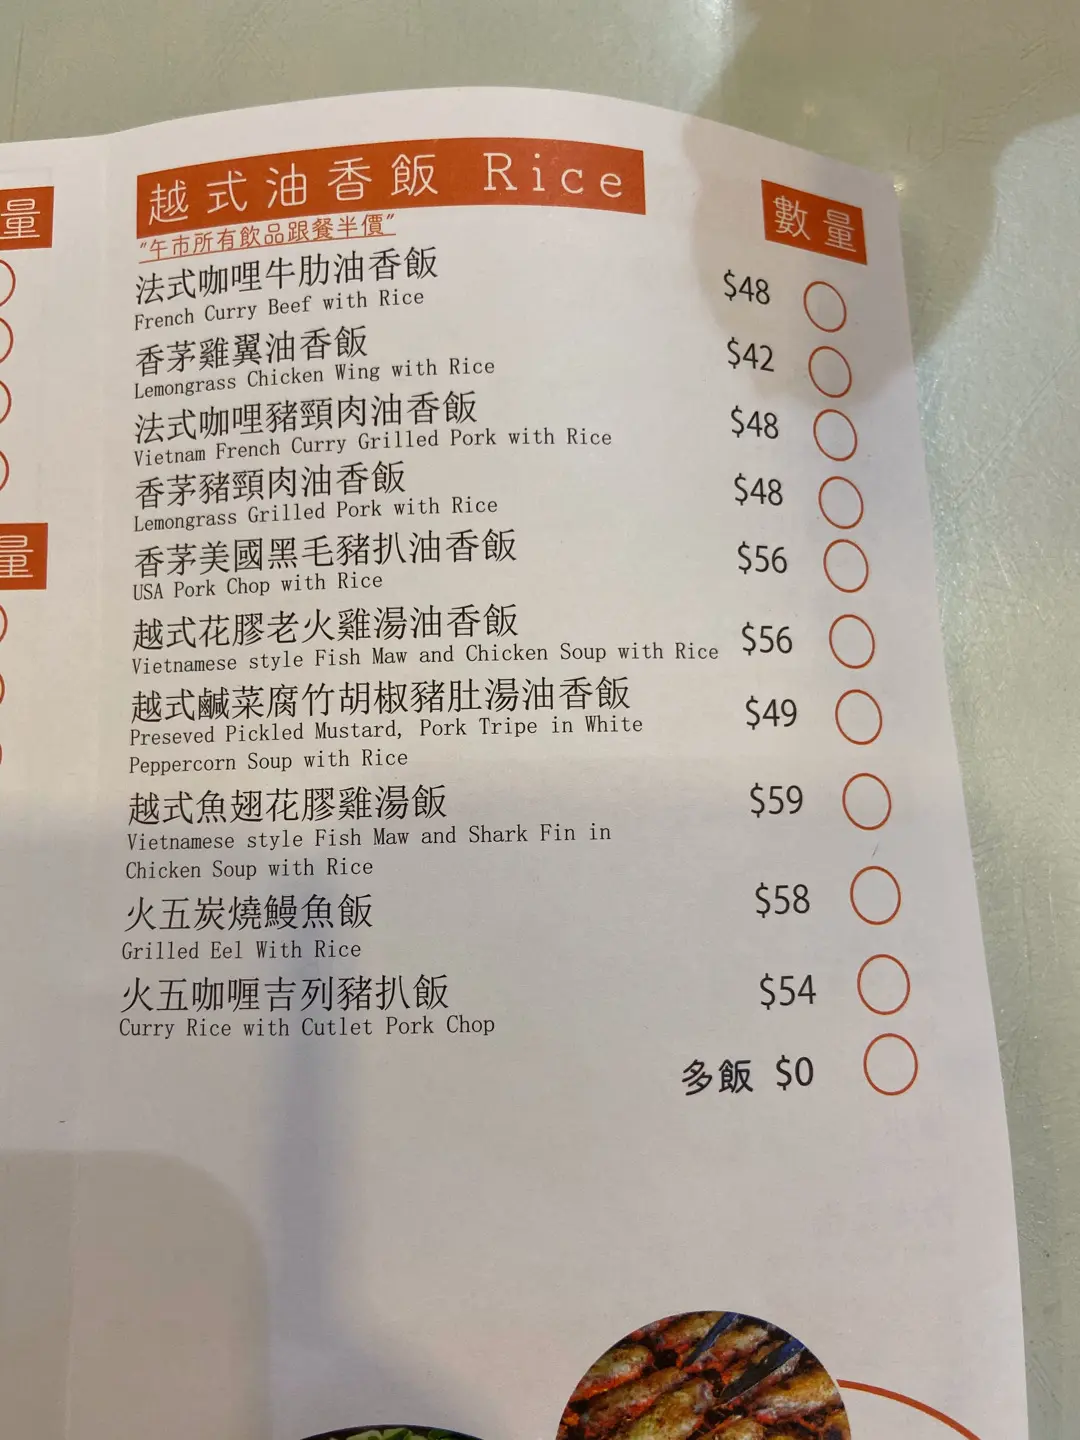 量
量
越式油香飯 Rice
數量
"午市所有飲品跟餐半價"
法式咖哩牛肋油香飯 $48
French Curry Beef with Rice
香茅雞翼油香飯 $42
Lemongrass Chicken Wing with Rice
法式咖哩豬頸肉油香飯 $48
Vietnam French Curry Grilled Pork with Rice
香茅豬頸肉油香飯 $48
Lemongrass Grilled Pork with Rice
香茅美國黑毛豬扒油香飯 $56
USA Pork Chop with Rice
越式花膠老火雞湯油香飯 $56
Vietnamese style Fish Maw and Chicken Soup with Rice
越式鹹菜腐竹胡椒豬肚湯油香飯 $49
Preseved Pickled Mustard, Pork Tripe in White
Peppercorn Soup with Rice
越式魚翅花膠雞湯飯 $59
Vietnamese style Fish Maw and Shark Fin in
Chicken Soup with Rice
火五炭燒鰻魚飯 $58
Grilled Eel With Rice
火五咖喱吉列豬扒飯 $54
Curry Rice with Cutlet Pork Chop
多飯 $0